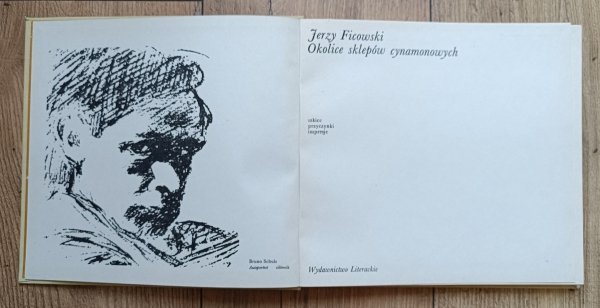 Bruno Schulz
Autoportret
Jerzy Ficowski
Okolice sklepów cynamonowych
szkice
przyczynki
impresje
Wydawnictwo Literackie